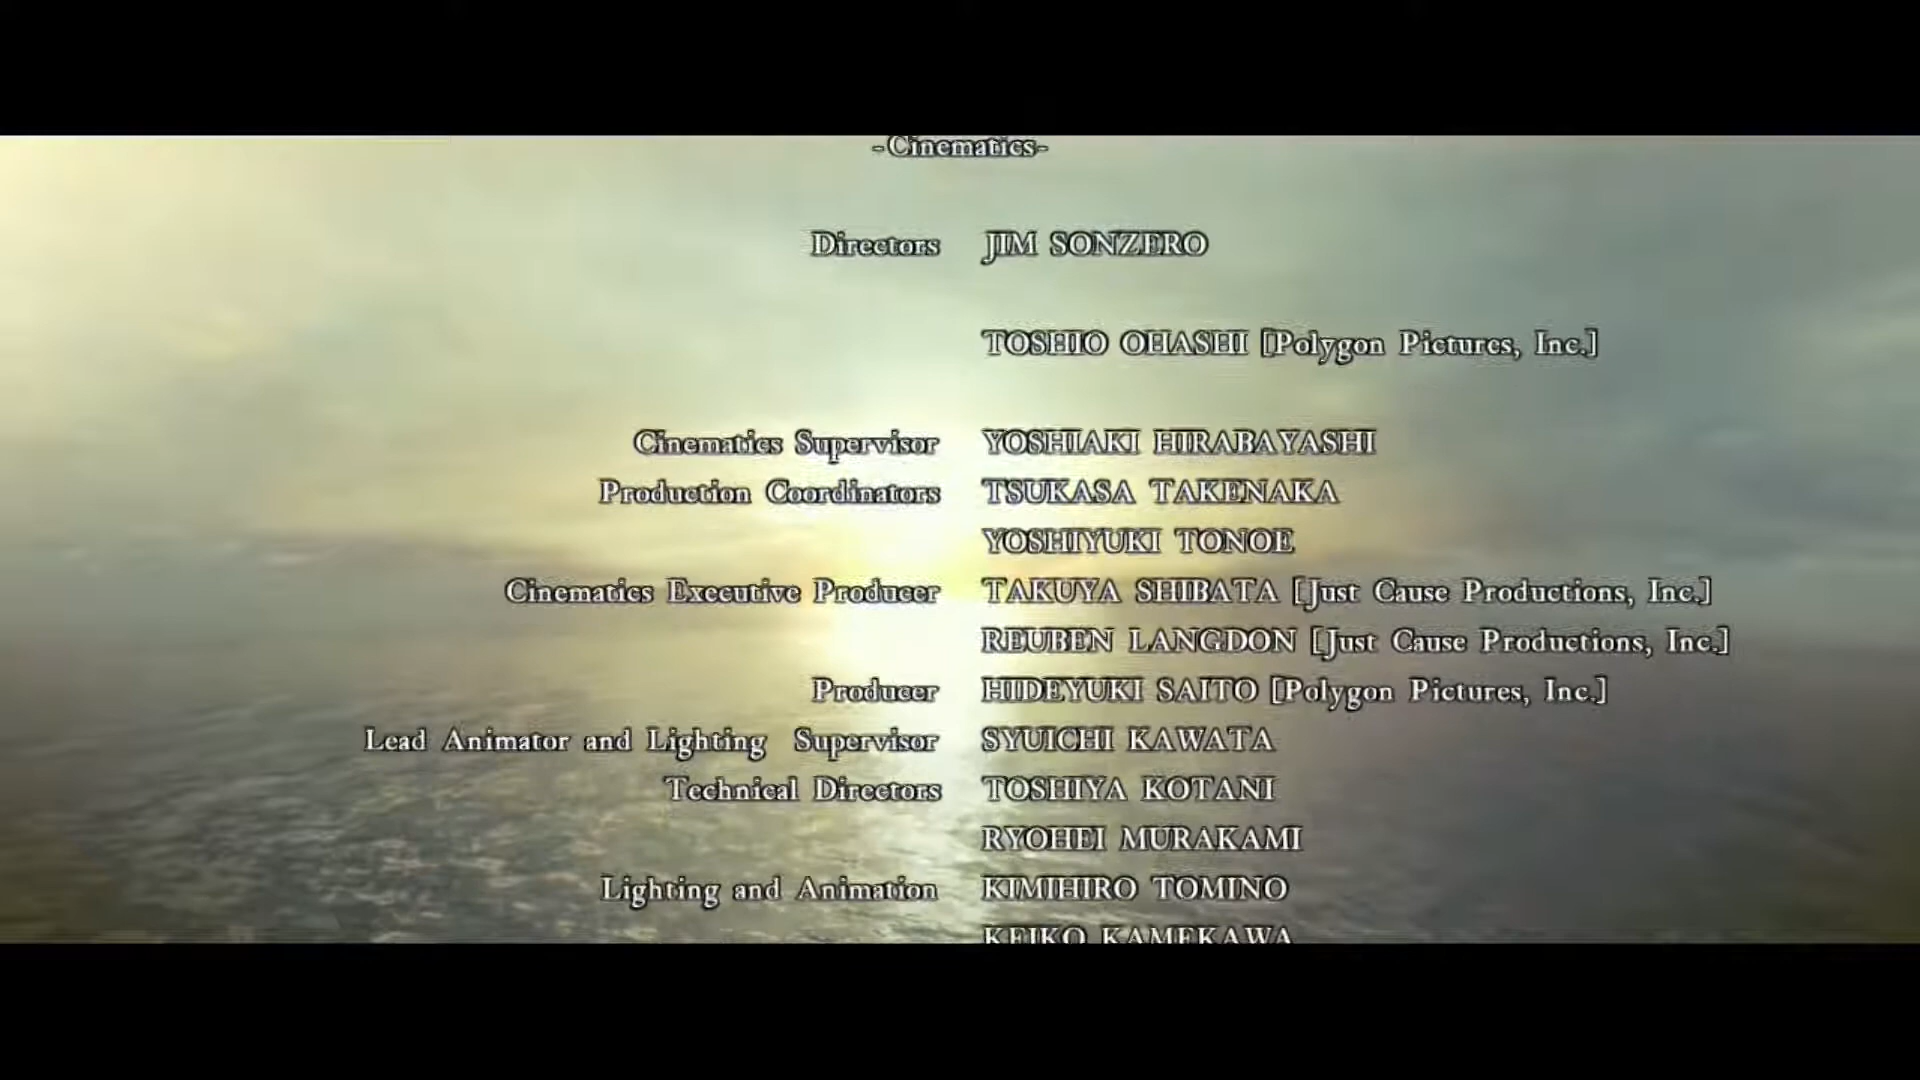 -Cinematics-
Directors JIM SONZERO
TOSHIO OHASHI [Polygon Pictures, Inc.]
Cinematics Supervisor YOSHIAKI HIRABAYASHI
Production Coordinators TSUKASA TAKENAKA
YOSHIYUKI TONOE
Cinematics Executive Producer TAKUYA SHIBATA [Just Cause Productions, Inc.]
REUBEN LANGDON [Just Cause Productions, Inc.]
Producer HIDEYUKI SAITO [Polygon Pictures, Inc.]
Lead Animator and Lighting Supervisor SYUICHI KAWATA
Technical Directors TOSHIYA KOTANI
RYOHEI MURAKAMI
Lighting and Animation KIMIHIRO TOMINO
KEIKO KAMEKAWA